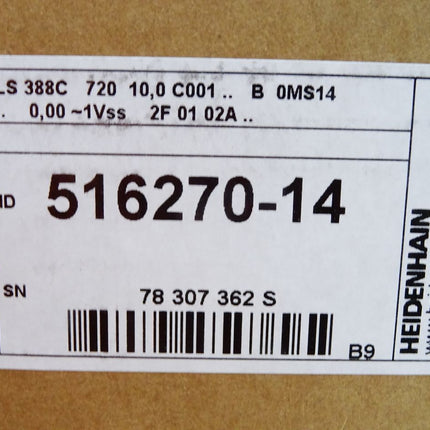 LS 388C 720 10,0 C001 .. B 0MS14
. 0,00 ~1Vss 2F 01 02A ..
ID 516270-14
SN
78 307 362 S
B9
HEIDENHAIN